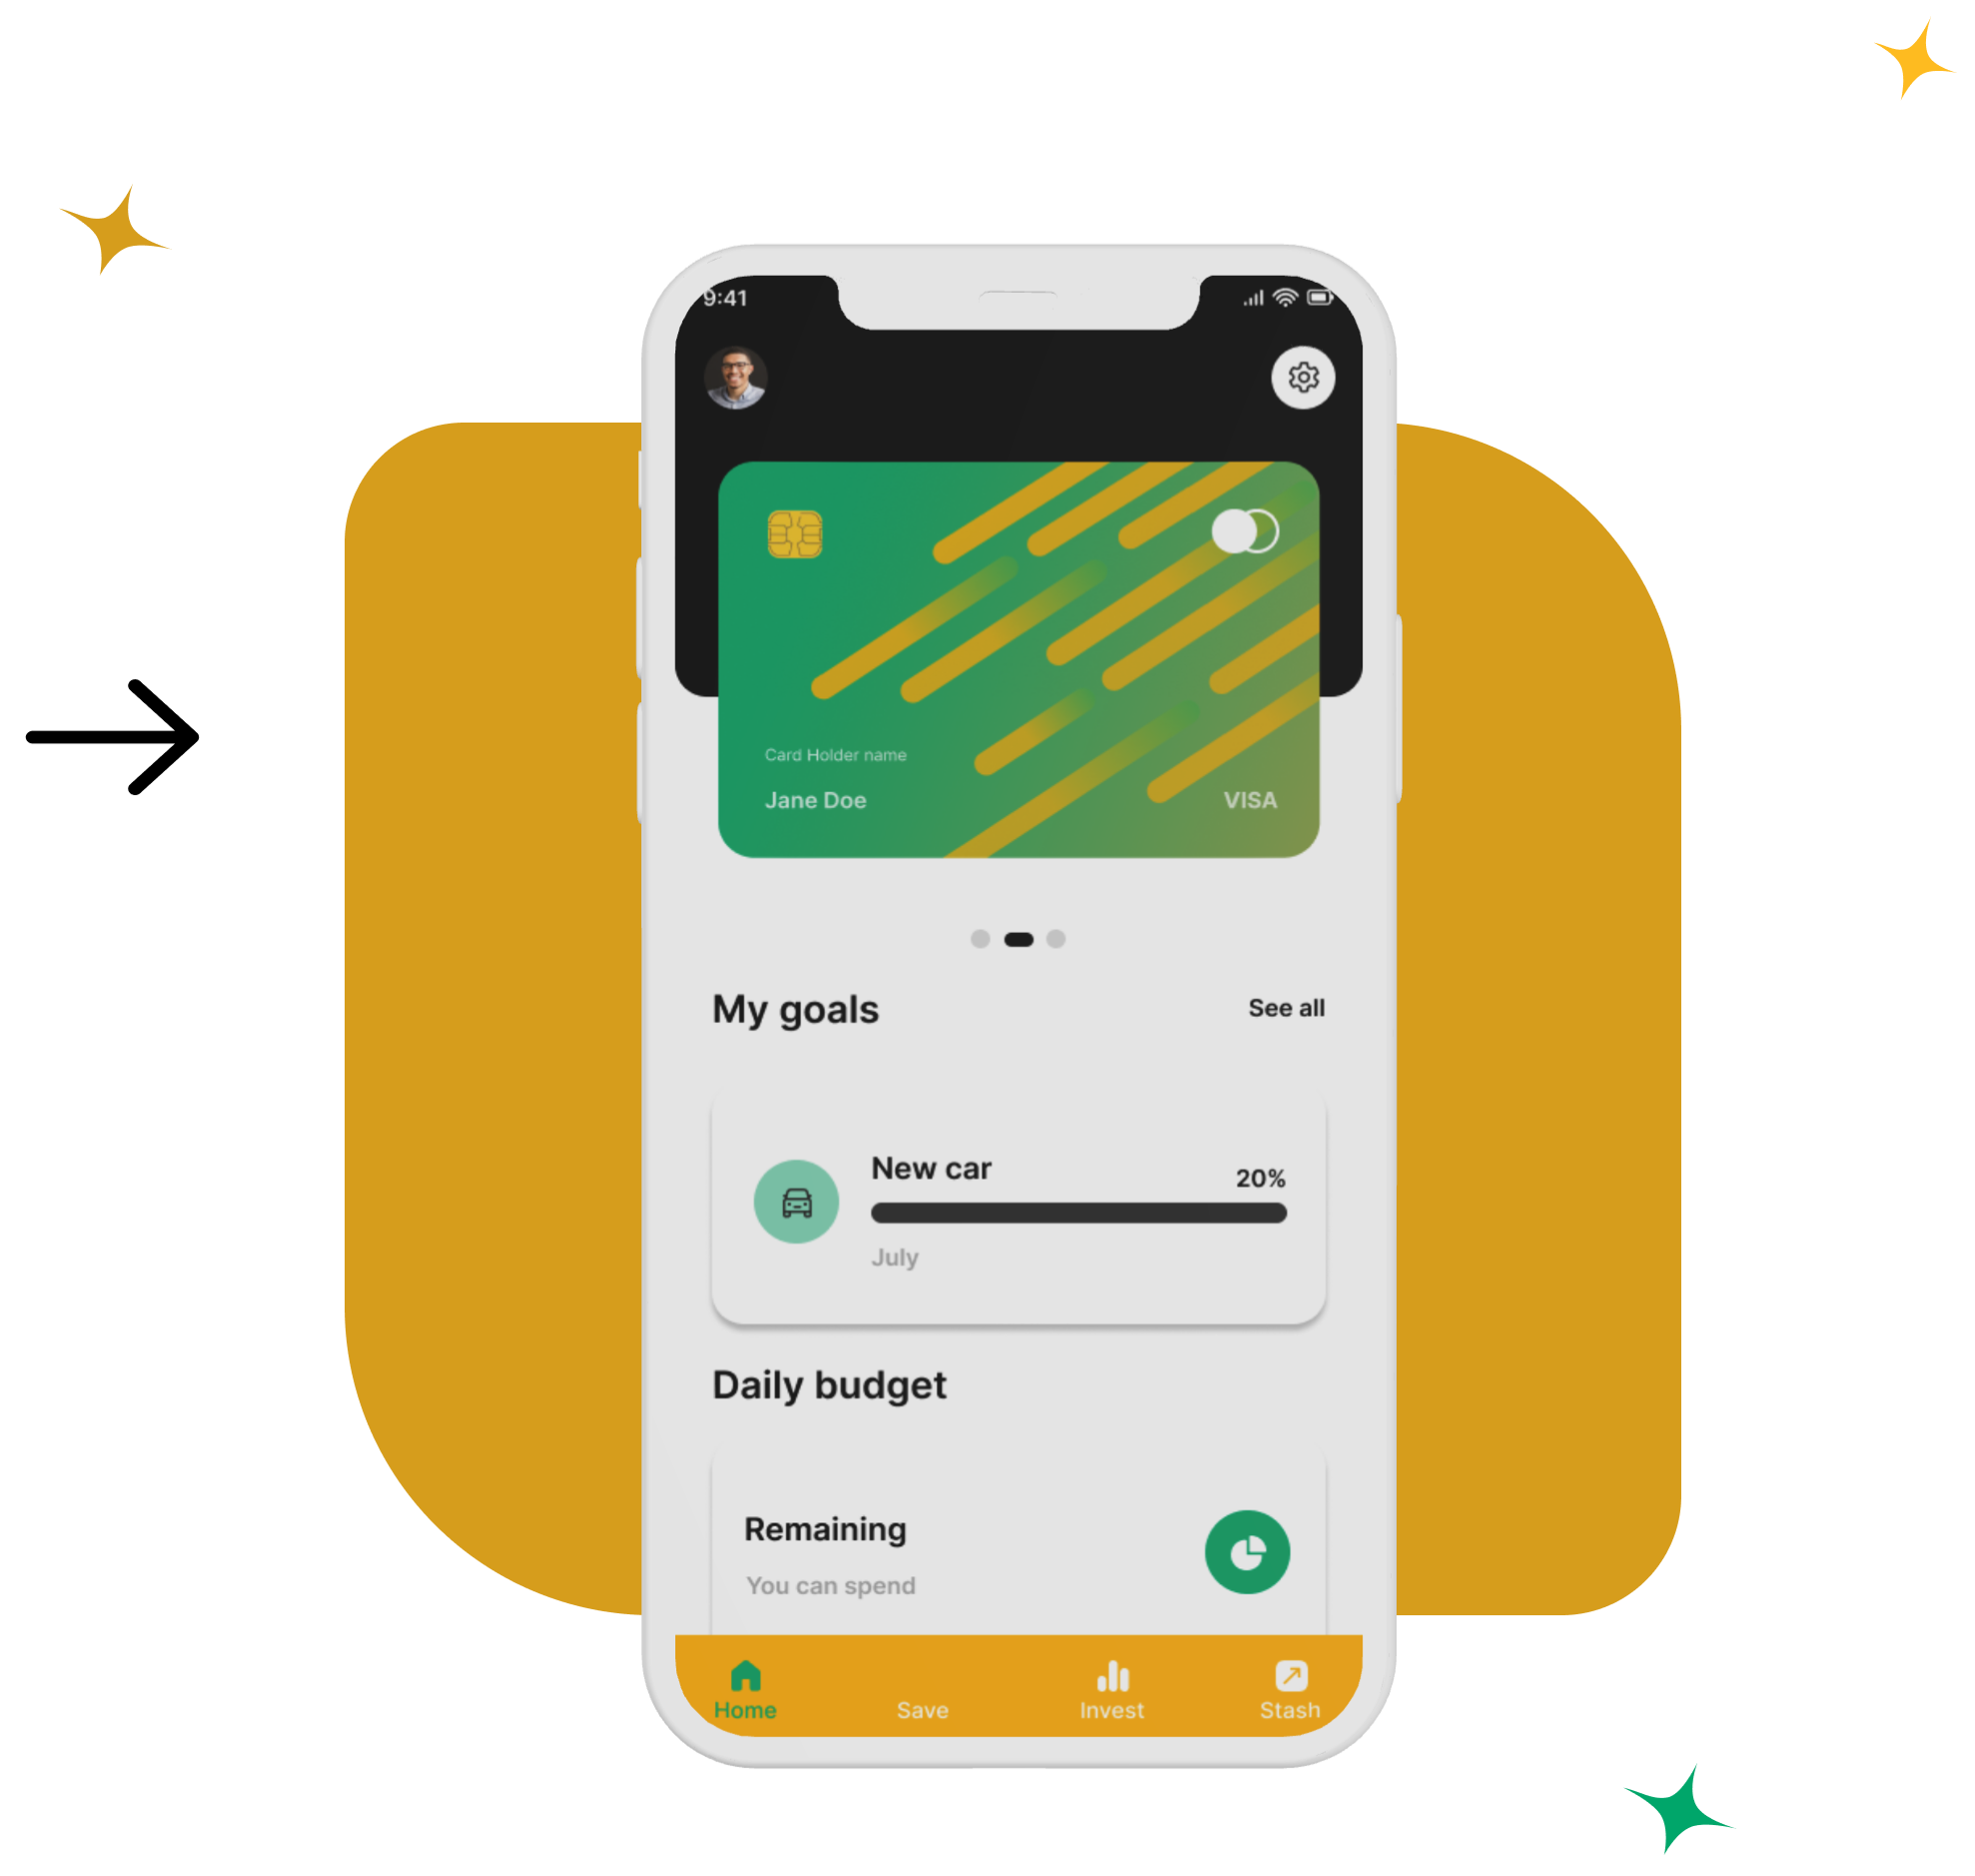 9:41
Card Holder name
Jane Doe
VISA
My goals
See all
New car
20%
July
Daily budget
Remaining
You can spend
Home
Save
Invest
Stash